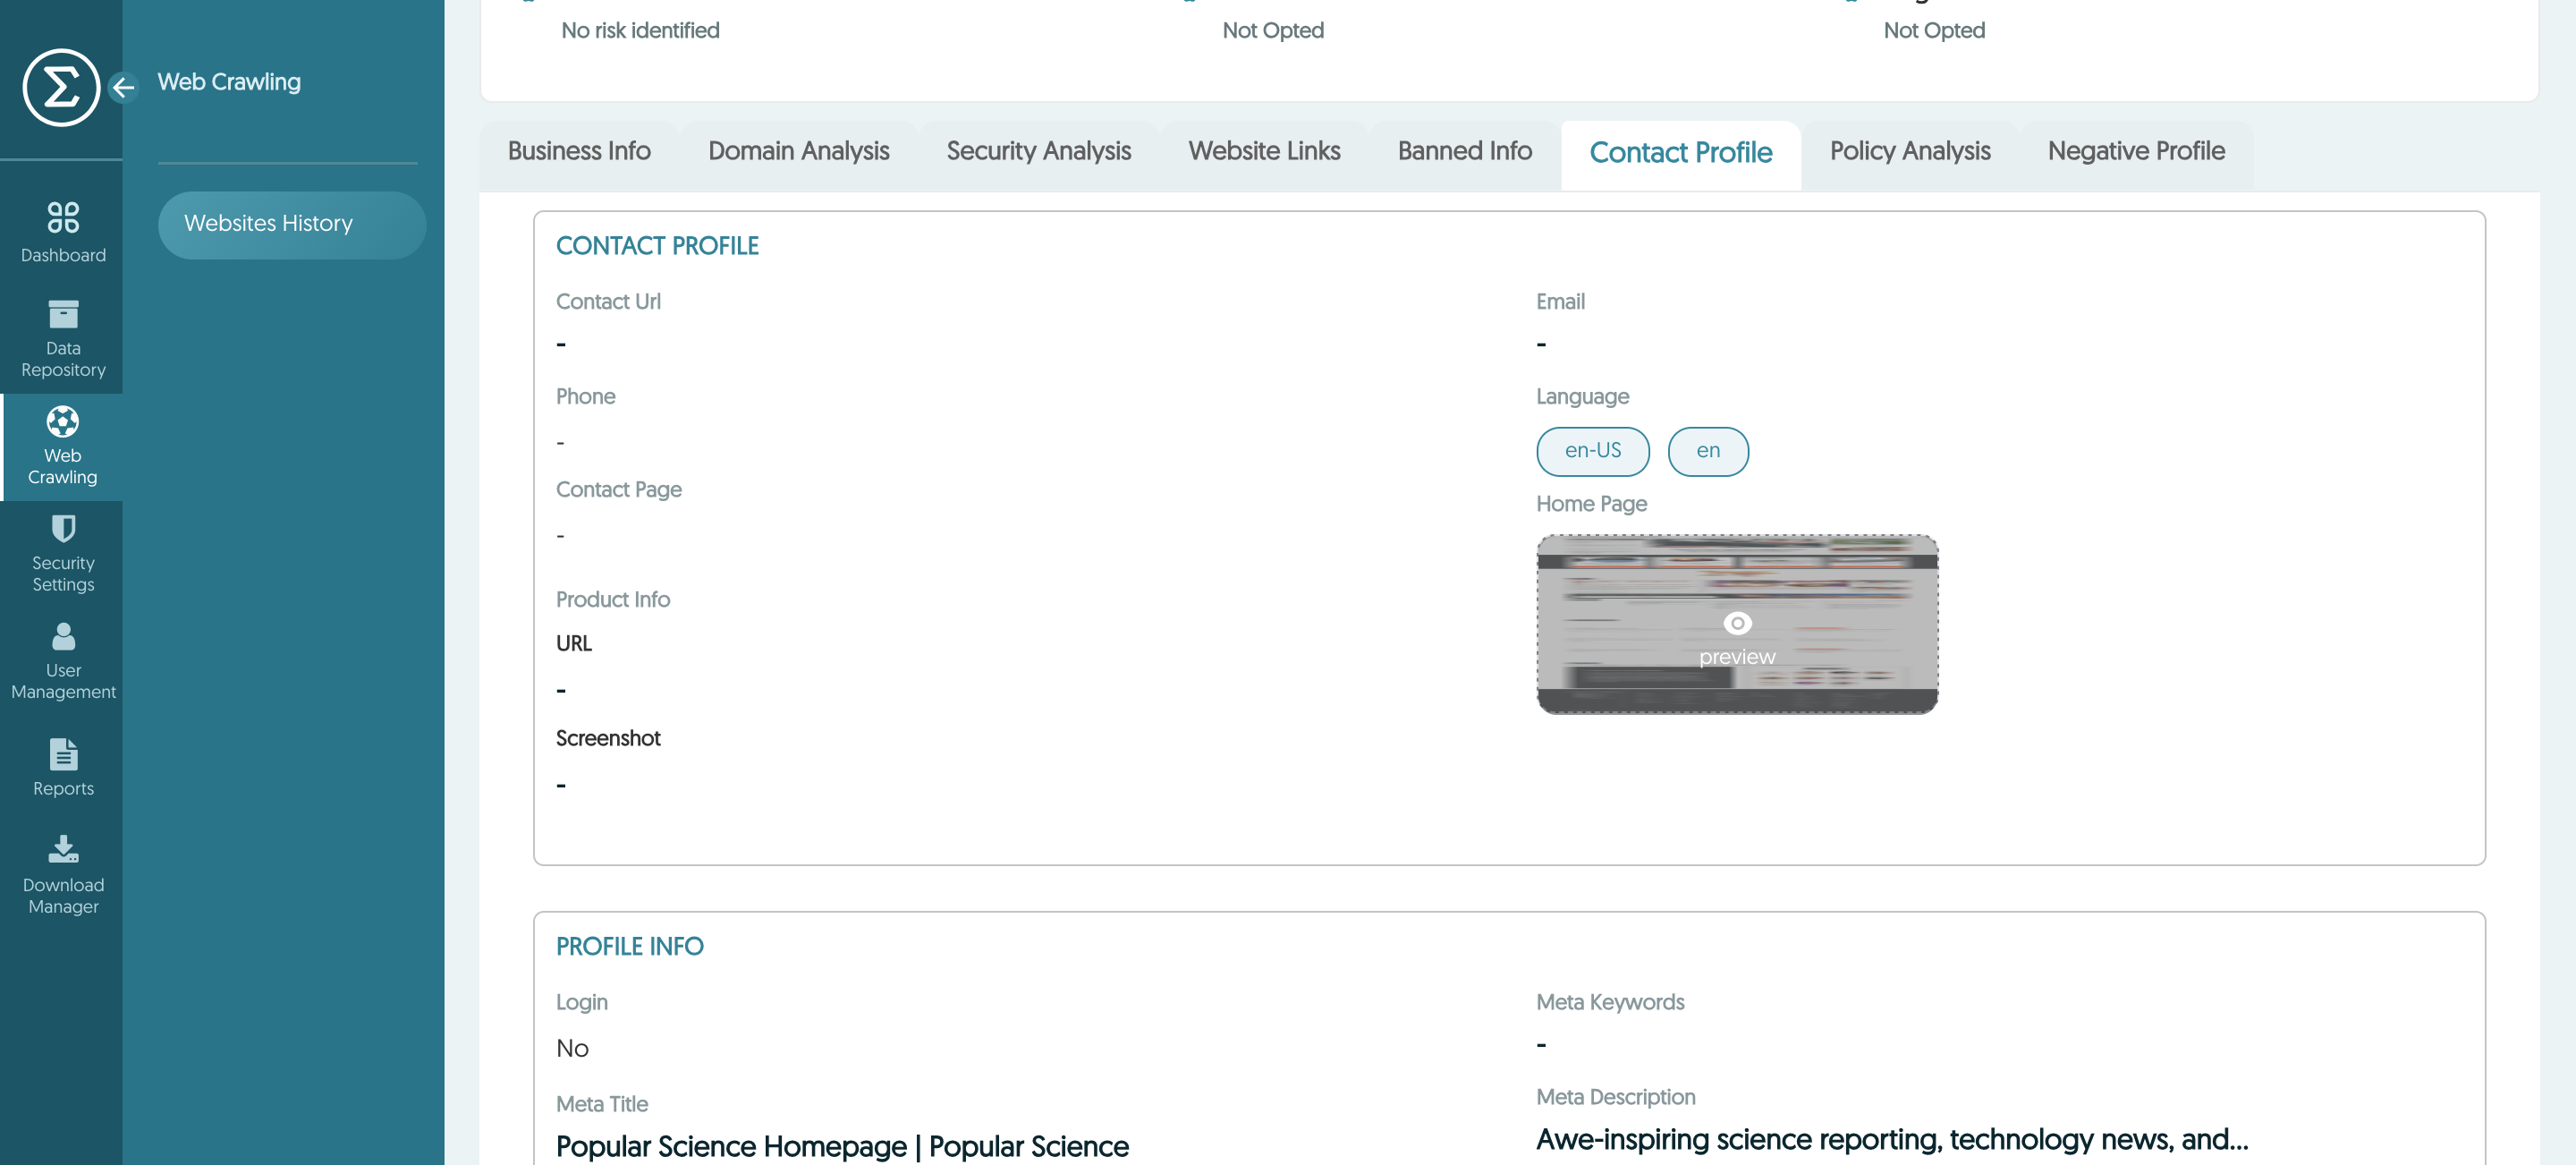 Σ
Web Crawling
Websites History
Dashboard
Data
Repository
Web
Crawling
Security
Settings
User
Management
Reports
Download
Manager
No risk identified
Not Opted
Not Opted
Business Info
Domain Analysis
Security Analysis
Website Links
Banned Info
Contact Profile
Policy Analysis
Negative Profile
CONTACT PROFILE
Contact Url
-
Phone
-
Contact Page
-
Product Info
URL
-
Screenshot
-
Email
-
Language
en-US
en
Home Page
preview
PROFILE INFO
Login
No
Meta Title
Popular Science Homepage | Popular Science
Meta Keywords
-
Meta Description
Awe-inspiring science reporting, technology news, and...